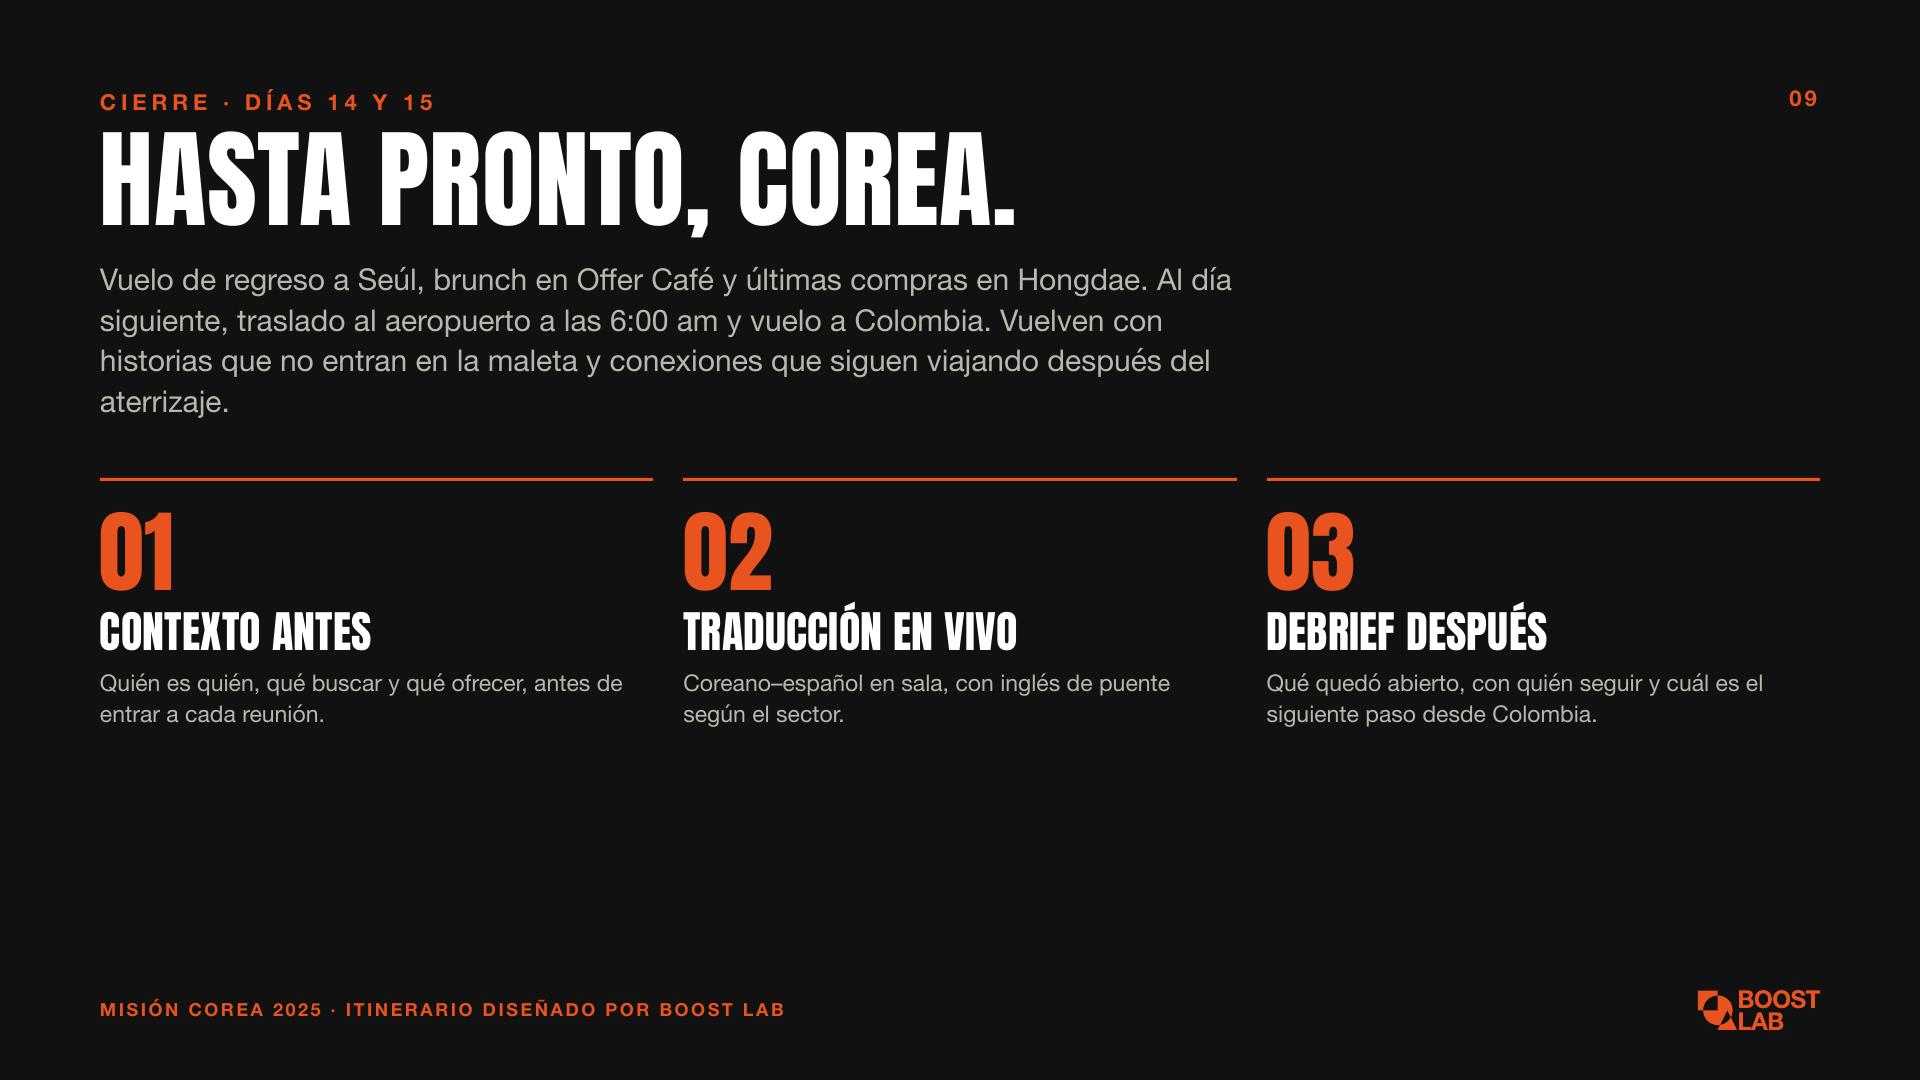 CIERRE · DÍAS 14 Y 15
09
HASTA PRONTO, COREA.
Vuelo de regreso a Seúl, brunch en Offer Café y últimas compras en Hongdae. Al día
siguiente, traslado al aeropuerto a las 6:00 am y vuelo a Colombia. Vuelven con
historias que no entran en la maleta y conexiones que siguen viajando después del
aterrizaje.
01
CONTEXTO ANTES
Quién es quién, qué buscar y qué ofrecer, antes de
entrar a cada reunión.
02
TRADUCCIÓN EN VIVO
Coreano–español en sala, con inglés de puente
según el sector.
03
DEBRIEF DESPUÉS
Qué quedó abierto, con quién seguir y cuál es el
siguiente paso desde Colombia.
MISIÓN COREA 2025 · ITINERARIO DISEÑADO POR BOOST LAB
BOOST
LAB